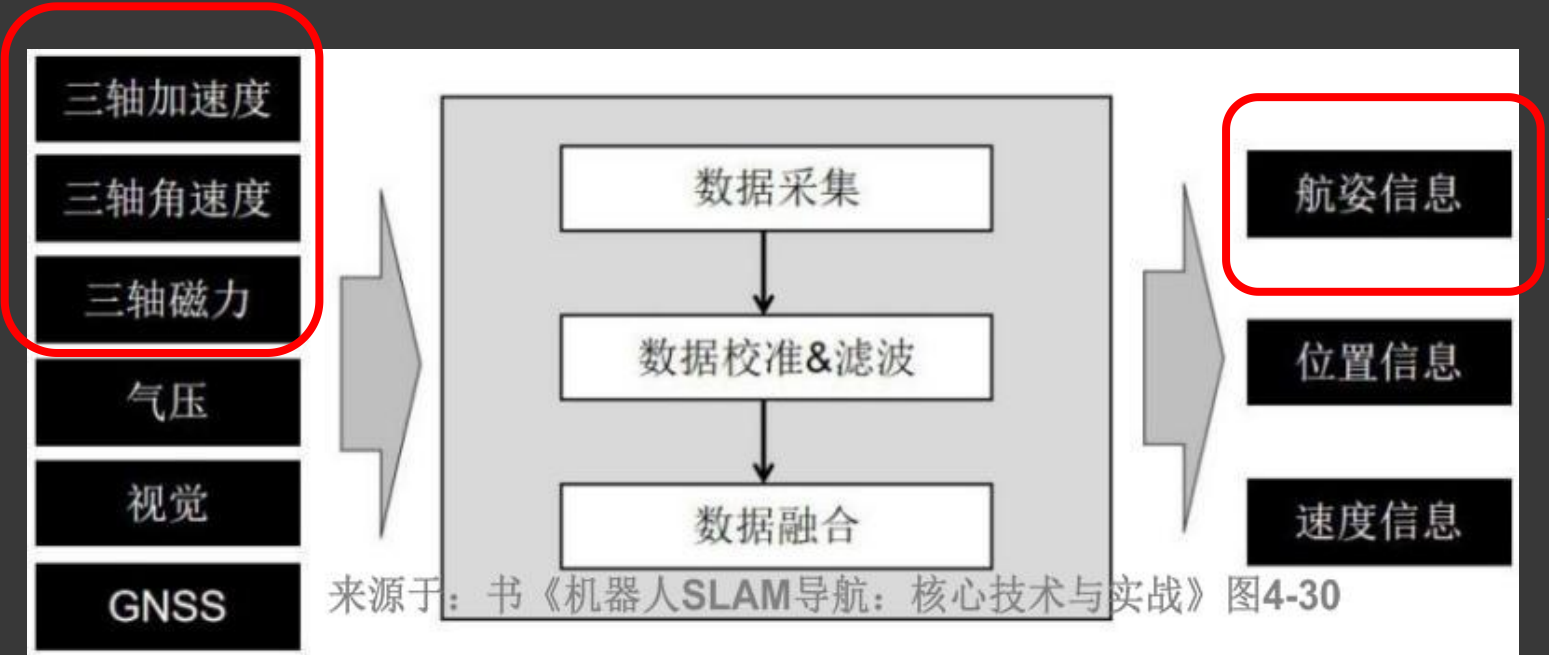 三轴加速度
三轴角速度
三轴磁力
气压
视觉
GNSS
数据采集
数据校准&滤波
数据融合
航姿信息
位置信息
速度信息
来源于：书《机器人SLAM导航：核心技术与实战》图4-30